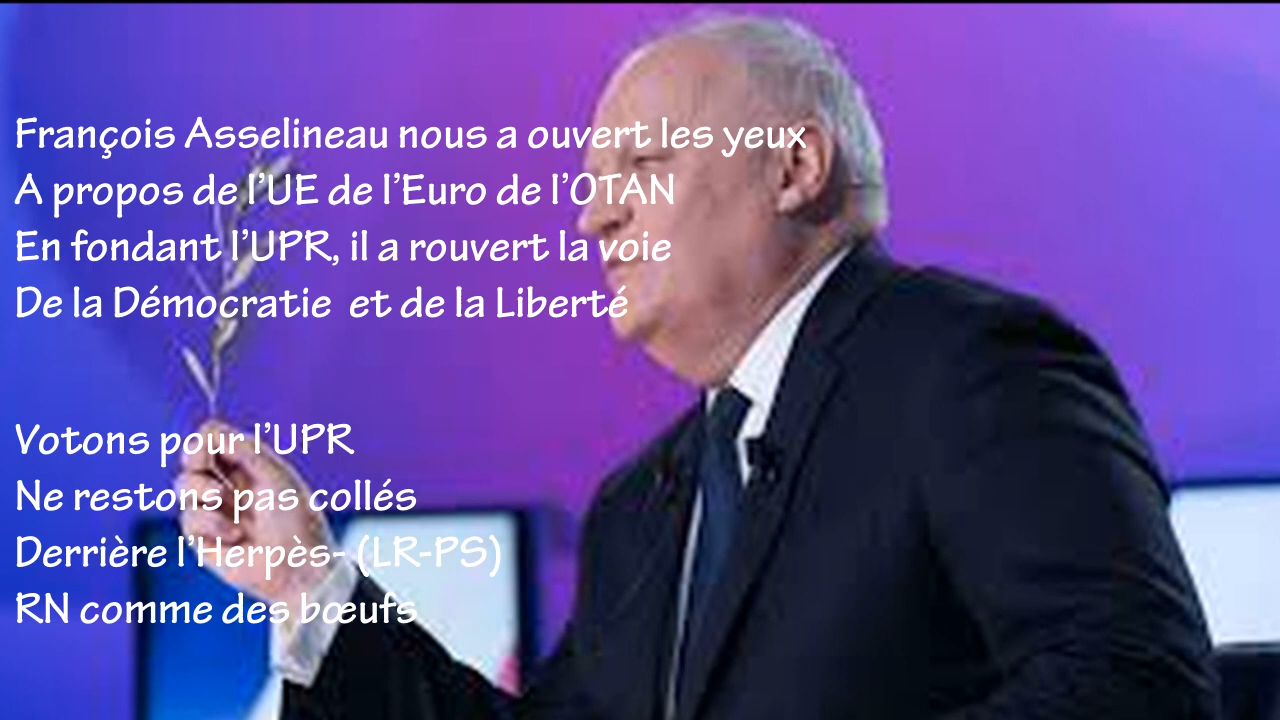 François Asselineau nous a ouvert les yeux
A propos de l’UE de l’Euro de l’OTAN
En fondant l’UPR, il a rouvert la voie
De la Démocratie et de la Liberté
Votons pour l’UPR
Ne restons pas collés
Derrière l’Herpès- (LR-PS)
RN comme des bœufs